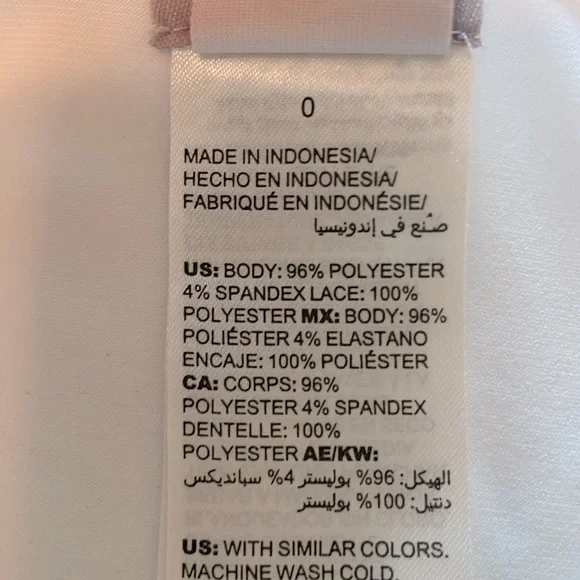 0
MADE IN INDONESIA/
HECHO EN INDONESIA/
FABRIQUÉ EN INDONÉSIE/
صُنع في إندونيسيا
US: BODY: 96% POLYESTER
4% SPANDEX LACE: 100%
POLYESTER MX: BODY: 96%
POLIÉSTER 4% ELASTANO
ENCAJE: 100% POLIÉSTER
CA: CORPS: 96%
POLYESTER 4% SPANDEX
DENTELLE: 100%
POLYESTER AE/KW:
الهيكل: 96% بوليستر 4% سبانديكس
دنتيل: 100% بوليستر
US: WITH SIMILAR COLORS.
MACHINE WASH COLD.